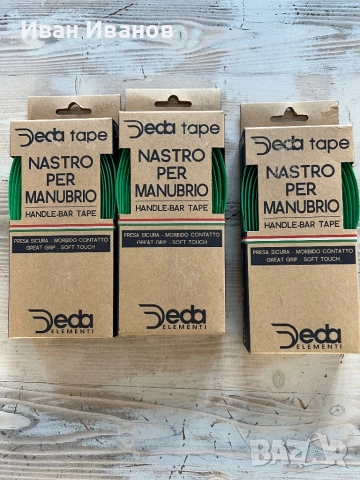 Иван Иванов
Deda tape
NASTRO
PER
MANUBRIO
HANDLE-BAR TAPE
PRESA SICURA - MORBIDO CONTATTO
GREAT GRIP - SOFT TOUCH
Deda
ELEMENTI
Deda tape
NASTRO
PER
MANUBRIO
HANDLE-BAR TAPE
PRESA SICURA - MORBIDO CONTATTO
GREAT GRIP - SOFT TOUCH
Deda
ELEMENTI
Deda tape
NASTRO
PER
MANUBRIO
HANDLE-BAR TAPE
PRESA SICURA - MORBIDO CONTATTO
GREAT GRIP - SOFT TOUCH
Deda
ELEMENTI
BAZAR